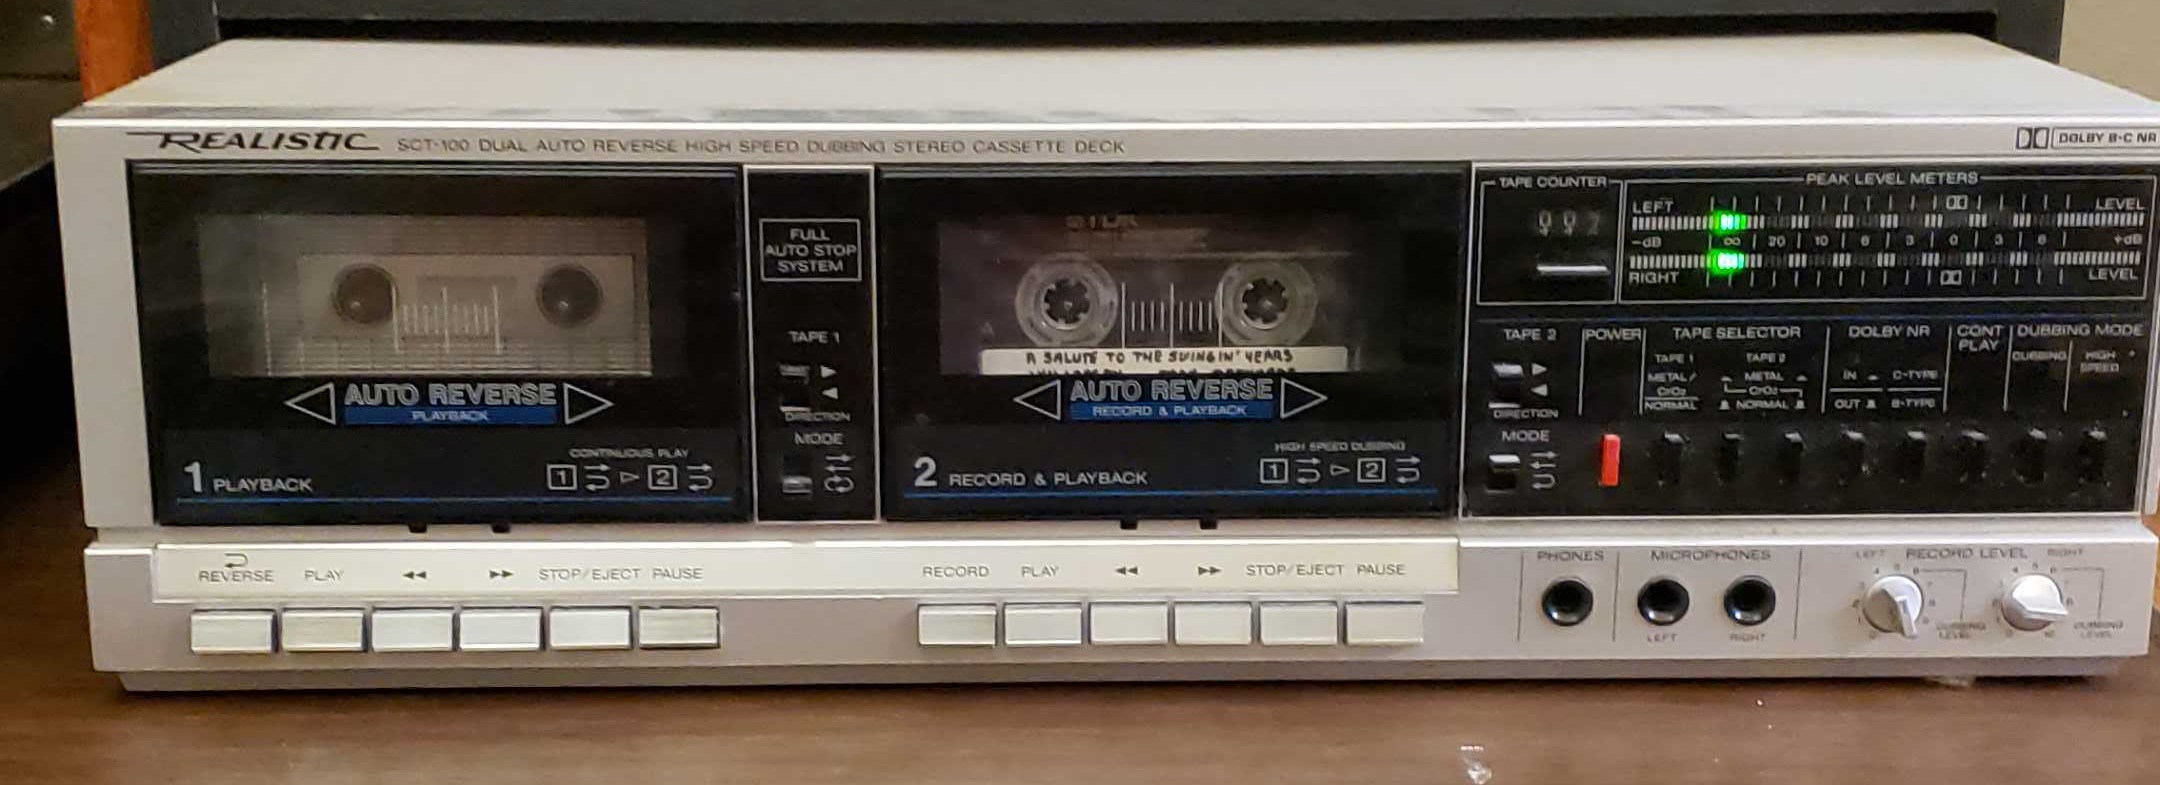 REALISTIC SCT-100 DUAL AUTO REVERSE HIGH SPEED DUBBING STEREO CASSETTE DECK
DOLBY B-C NR
AUTO REVERSE
PLAYBACK
CONTINUOUS PLAY
1 PLAYBACK
1 2
FULL
AUTO STOP
SYSTEM
TAPE 1
DIRECTION
MODE
TDK
A SALUTE TO THE SWINGIN' YEARS
AUTO REVERSE
RECORD & PLAYBACK
HIGH SPEED DUBBING
2 RECORD & PLAYBACK
1 2
TAPE COUNTER
992
PEAK LEVEL METERS
LEFT LEVEL
-dB ∞ 20 10 6 3 0 3 6 +dB
RIGHT LEVEL
TAPE 2
DIRECTION
MODE
POWER
TAPE SELECTOR
TAPE 1 TAPE 2
METAL/ METAL
CrO2 CrO2
NORMAL NORMAL
DOLBY NR
IN C-TYPE
OUT B-TYPE
CONT
PLAY
DUBBING MODE
DUBBING HIGH
SPEED
REVERSE PLAY ◀◀ ▶▶ STOP/EJECT PAUSE
RECORD PLAY ◀◀ ▶▶ STOP/EJECT PAUSE
PHONES
MICROPHONES
LEFT RIGHT
LEFT RECORD LEVEL RIGHT
DUBBING
LEVEL
DUBBING
LEVEL